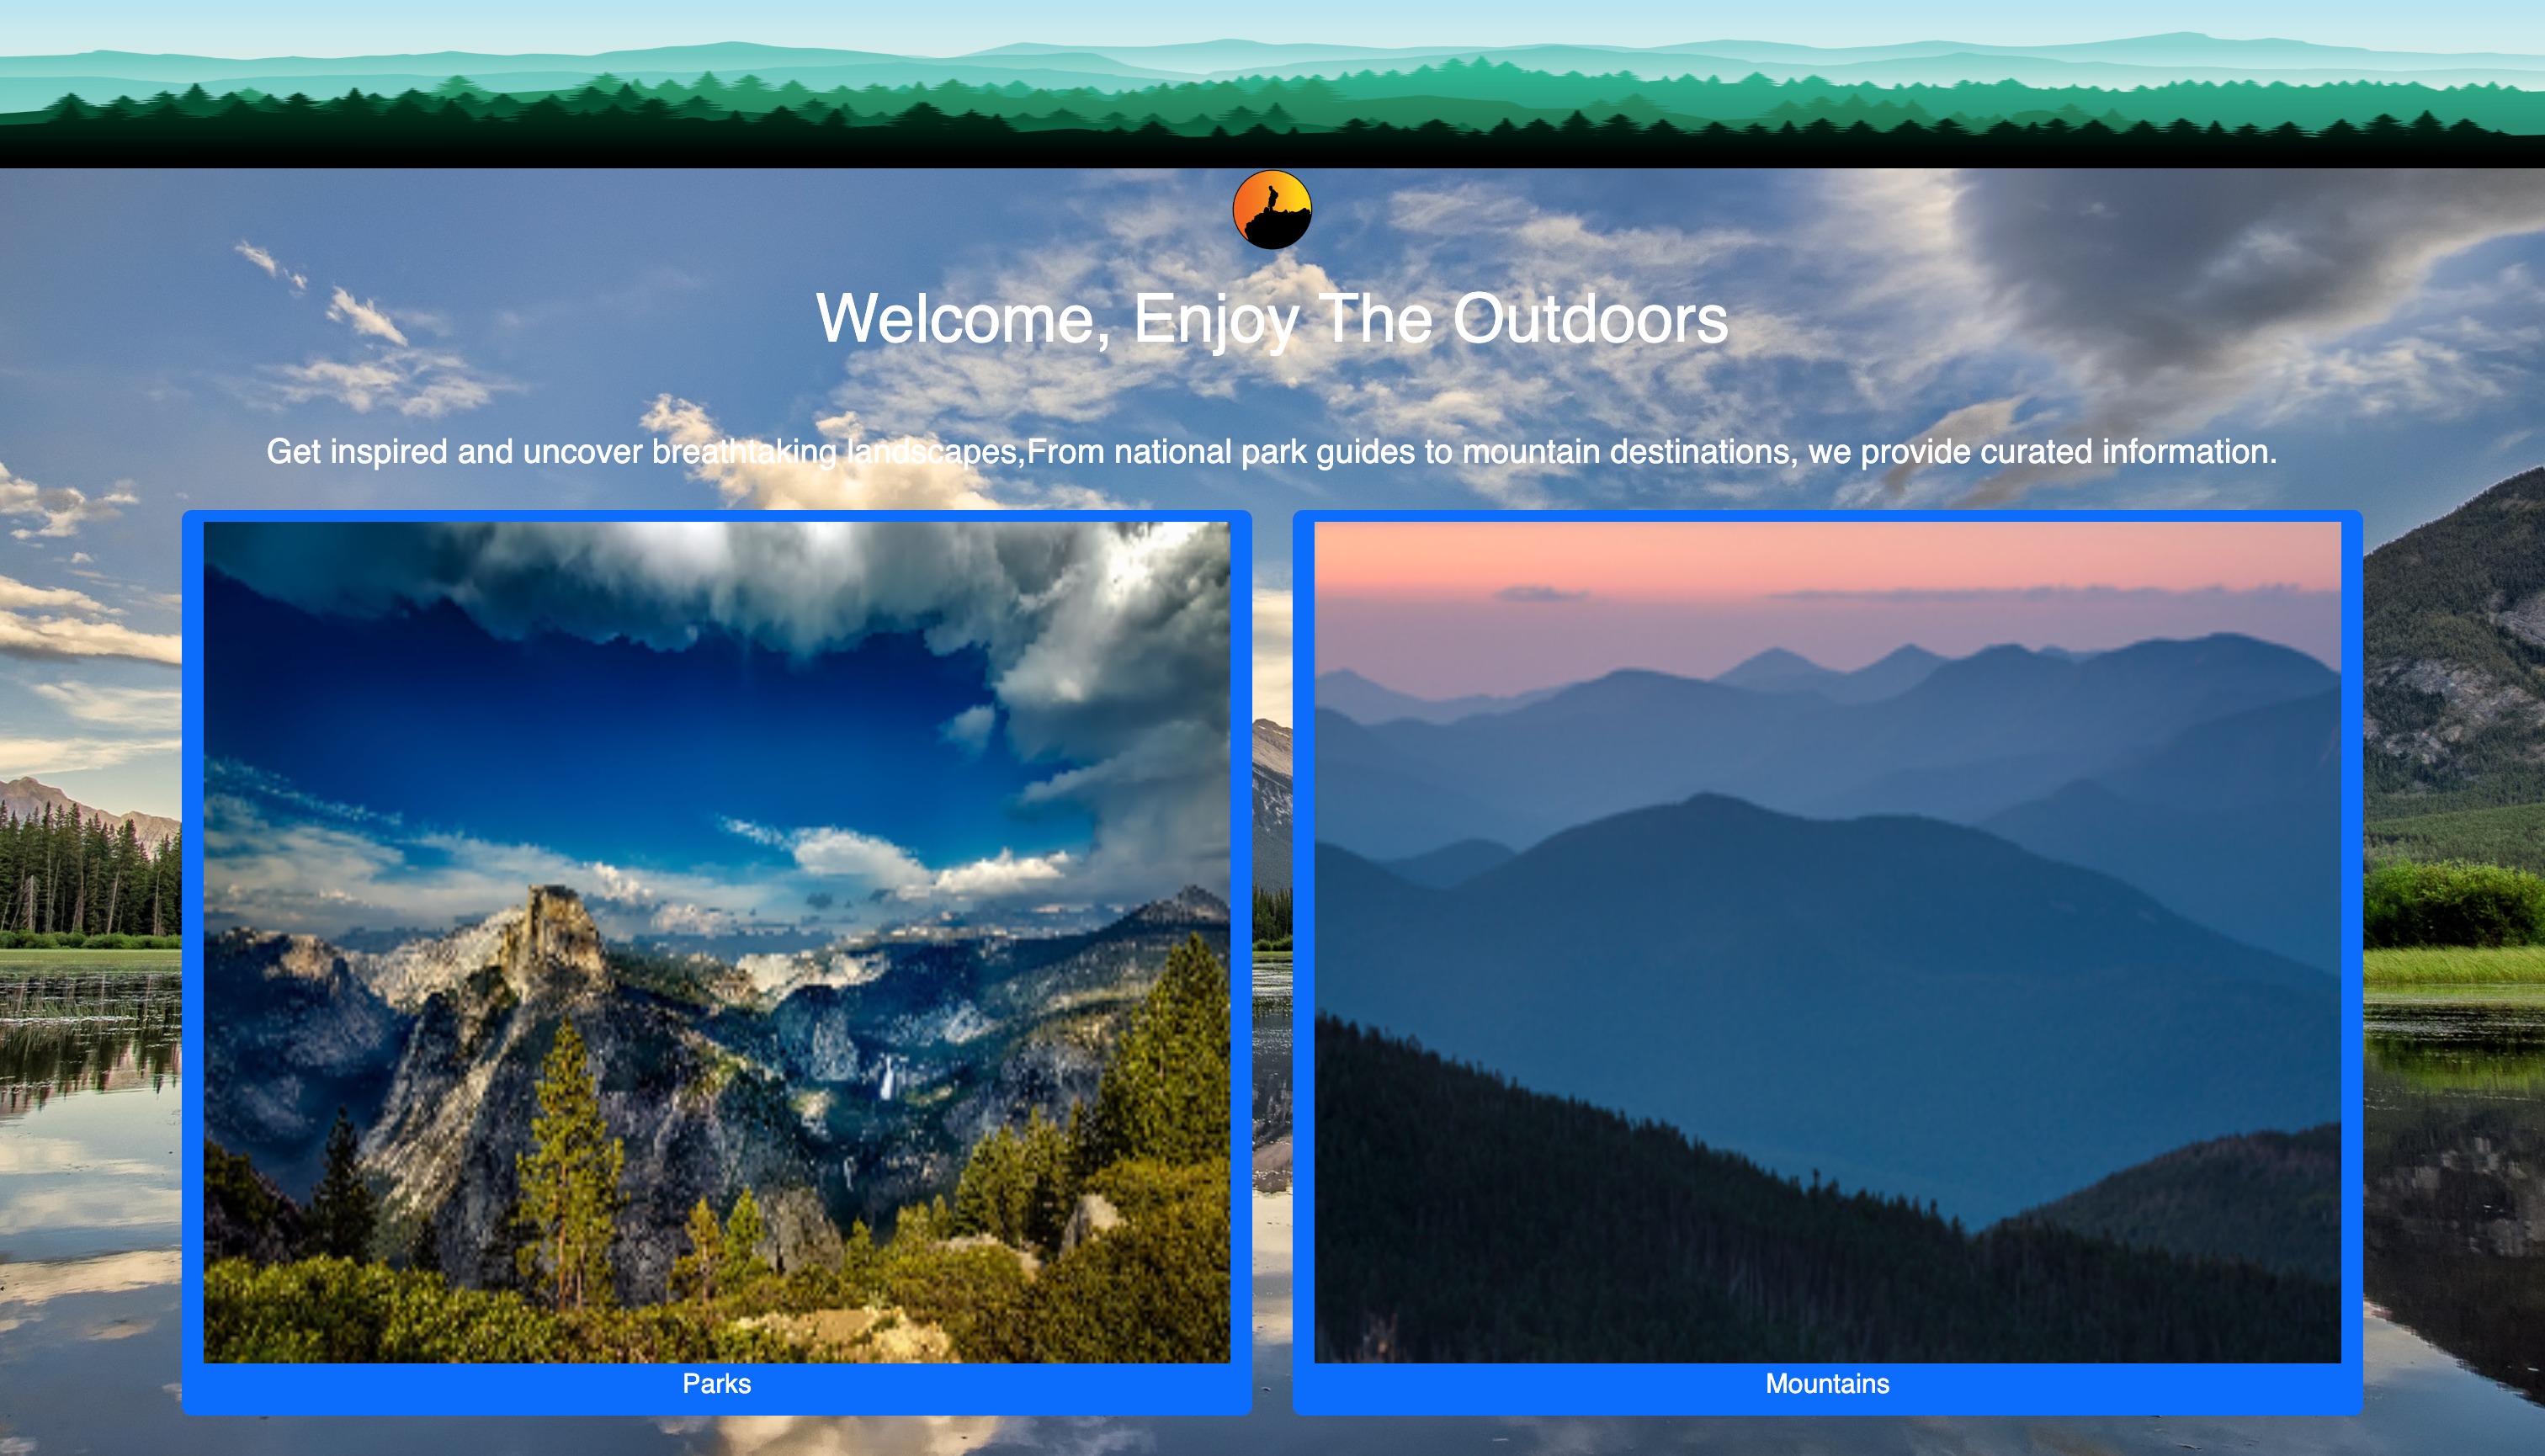 Welcome, Enjoy The Outdoors
Get inspired and uncover breathtaking landscapes,From national park guides to mountain destinations, we provide curated information.
Parks
Mountains